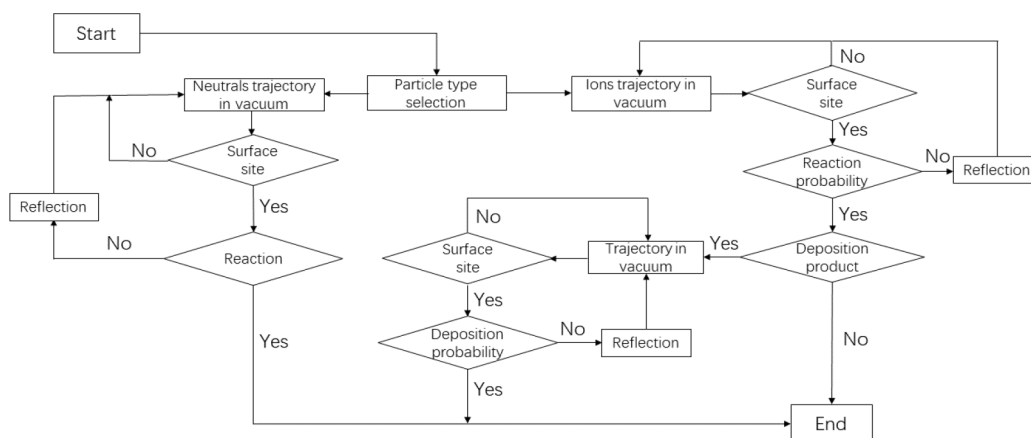 Start
No
Neutrals trajectory
in vacuum
Particle type
selection
Ions trajectory in
vacuum
Surface
site
No
Surface
site
Yes
Yes
Reaction
probability
No
Reflection
Reflection
No
Yes
No
Reaction
Surface
site
Trajectory in
vacuum
Yes
Deposition
product
Yes
No
Yes
Deposition
probability
Reflection
No
Yes
End